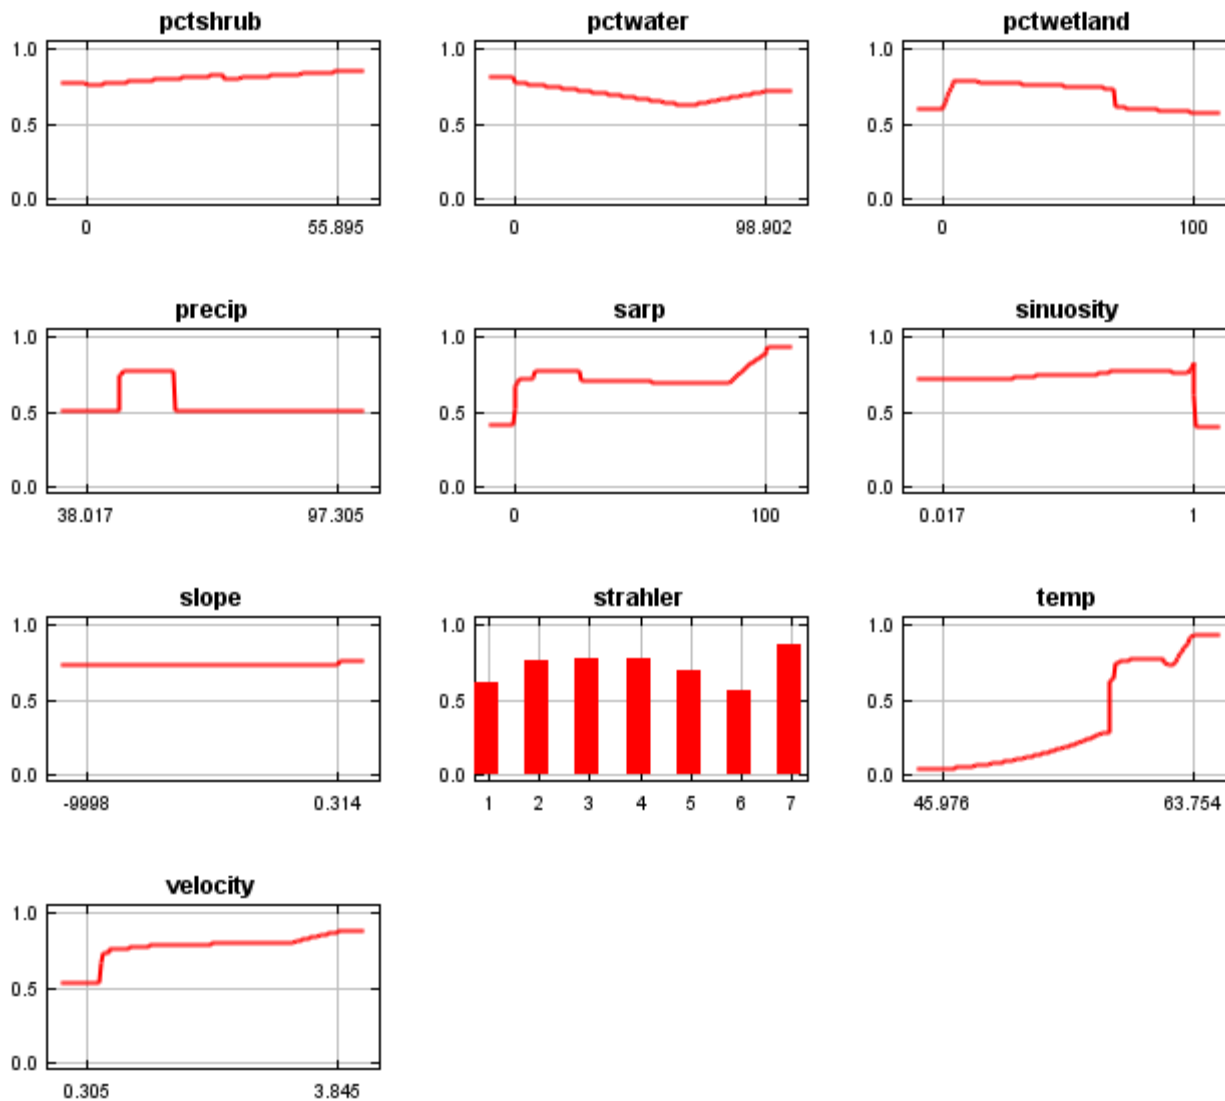 pctshrub pctwater pctwetland
1.0 1.0 1.0
0.5 0.5 0.5
0.0 0.0 0.0
0 55.895 0 98.902 0 100
precip sarp sinuosity
1.0 1.0 1.0
0.5 0.5 0.5
0.0 0.0 0.0
38.017 97.305 0 100 0.017 1
slope strahler temp
1.0 1.0 1.0
0.5 0.5 0.5
0.0 0.0 0.0
-9998 0.314 1 2 3 4 5 6 7 45.976 63.754
velocity
1.0
0.5
0.0
0.305 3.845